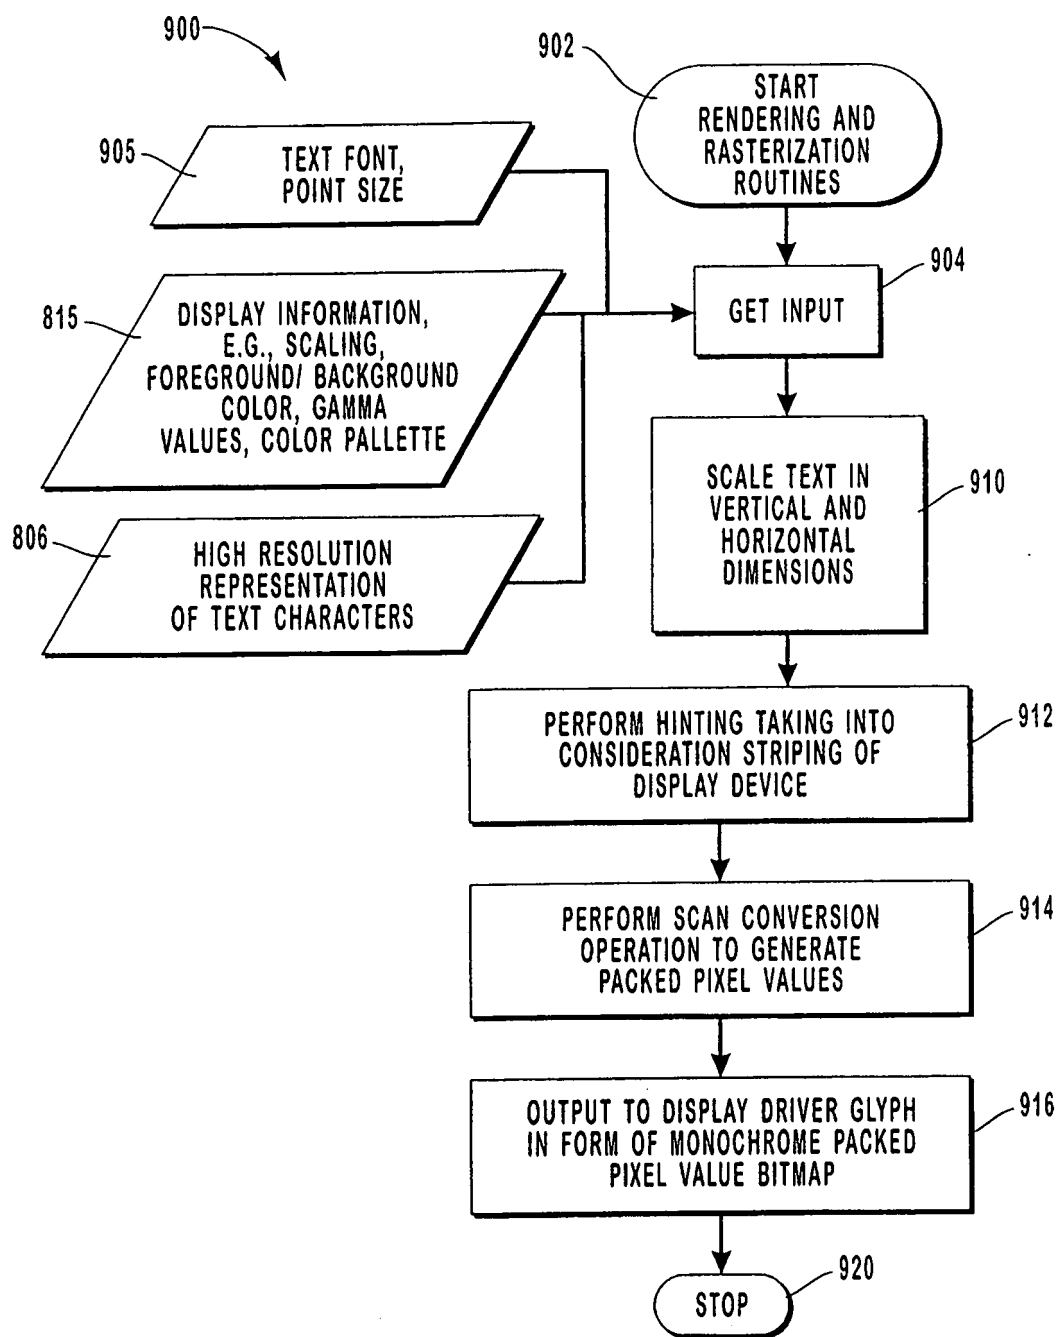 900
902
START
RENDERING AND
RASTERIZATION
ROUTINES
905
TEXT FONT,
POINT SIZE
904
GET INPUT
815
DISPLAY INFORMATION,
E.G., SCALING,
FOREGROUND/ BACKGROUND
COLOR, GAMMA
VALUES, COLOR PALLETTE
910
SCALE TEXT IN
VERTICAL AND
HORIZONTAL
DIMENSIONS
806
HIGH RESOLUTION
REPRESENTATION
OF TEXT CHARACTERS
912
PERFORM HINTING TAKING INTO
CONSIDERATION STRIPING OF
DISPLAY DEVICE
914
PERFORM SCAN CONVERSION
OPERATION TO GENERATE
PACKED PIXEL VALUES
916
OUTPUT TO DISPLAY DRIVER GLYPH
IN FORM OF MONOCHROME PACKED
PIXEL VALUE BITMAP
920
STOP